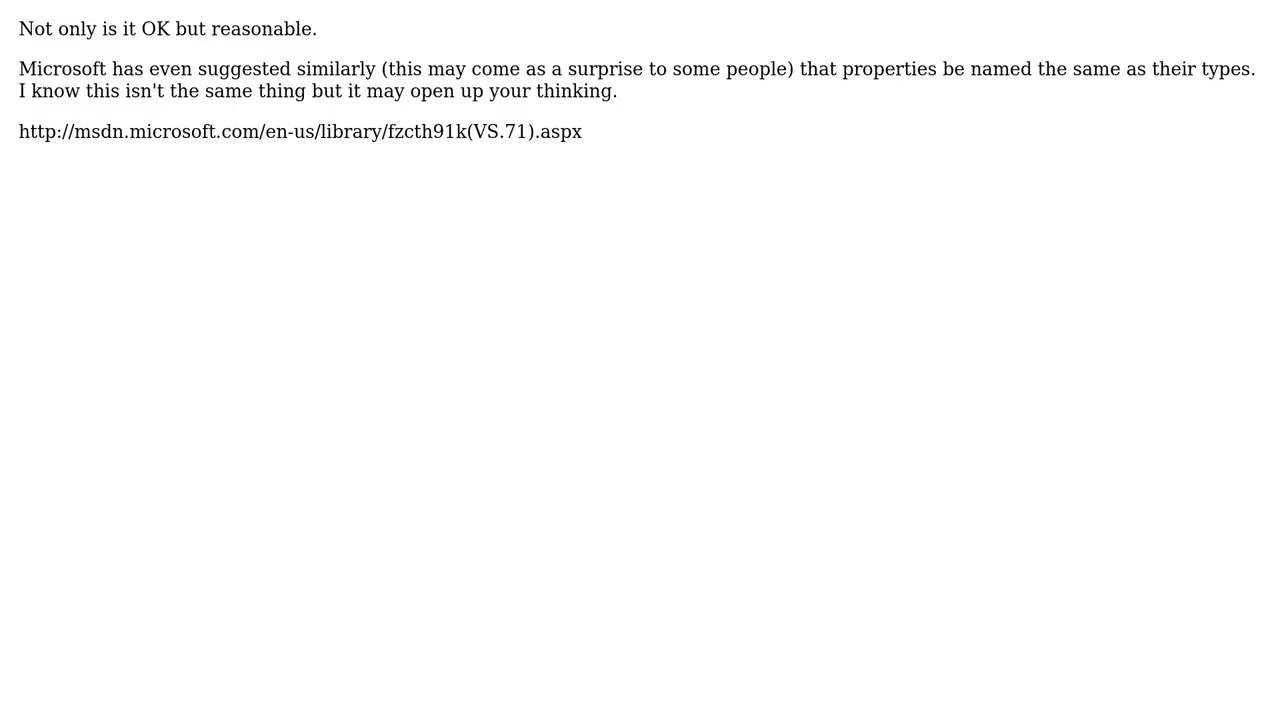 Not only is it OK but reasonable.
Microsoft has even suggested similarly (this may come as a surprise to some people) that properties be named the same as their types.
I know this isn't the same thing but it may open up your thinking.
http://msdn.microsoft.com/en-us/library/fzcth91k(VS.71).aspx